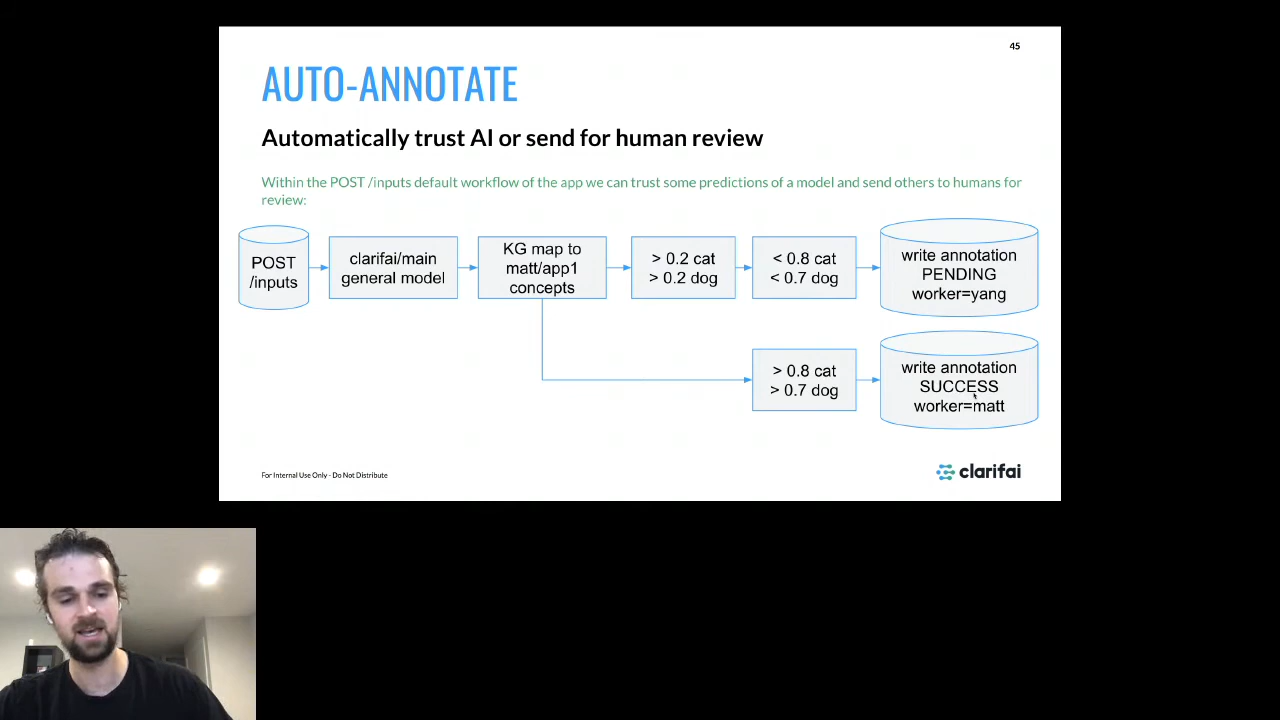 45
AUTO-ANNOTATE
Automatically trust AI or send for human review
Within the POST /inputs default workflow of the app we can trust some predictions of a model and send others to humans for
review:
POST
/inputs
clarifai/main
general model
KG map to
matt/app1
concepts
> 0.2 cat
> 0.2 dog
< 0.8 cat
< 0.7 dog
write annotation
PENDING
worker=yang
> 0.8 cat
> 0.7 dog
write annotation
SUCCESS
worker=matt
For Internal Use Only - Do Not Distribute
clarifai